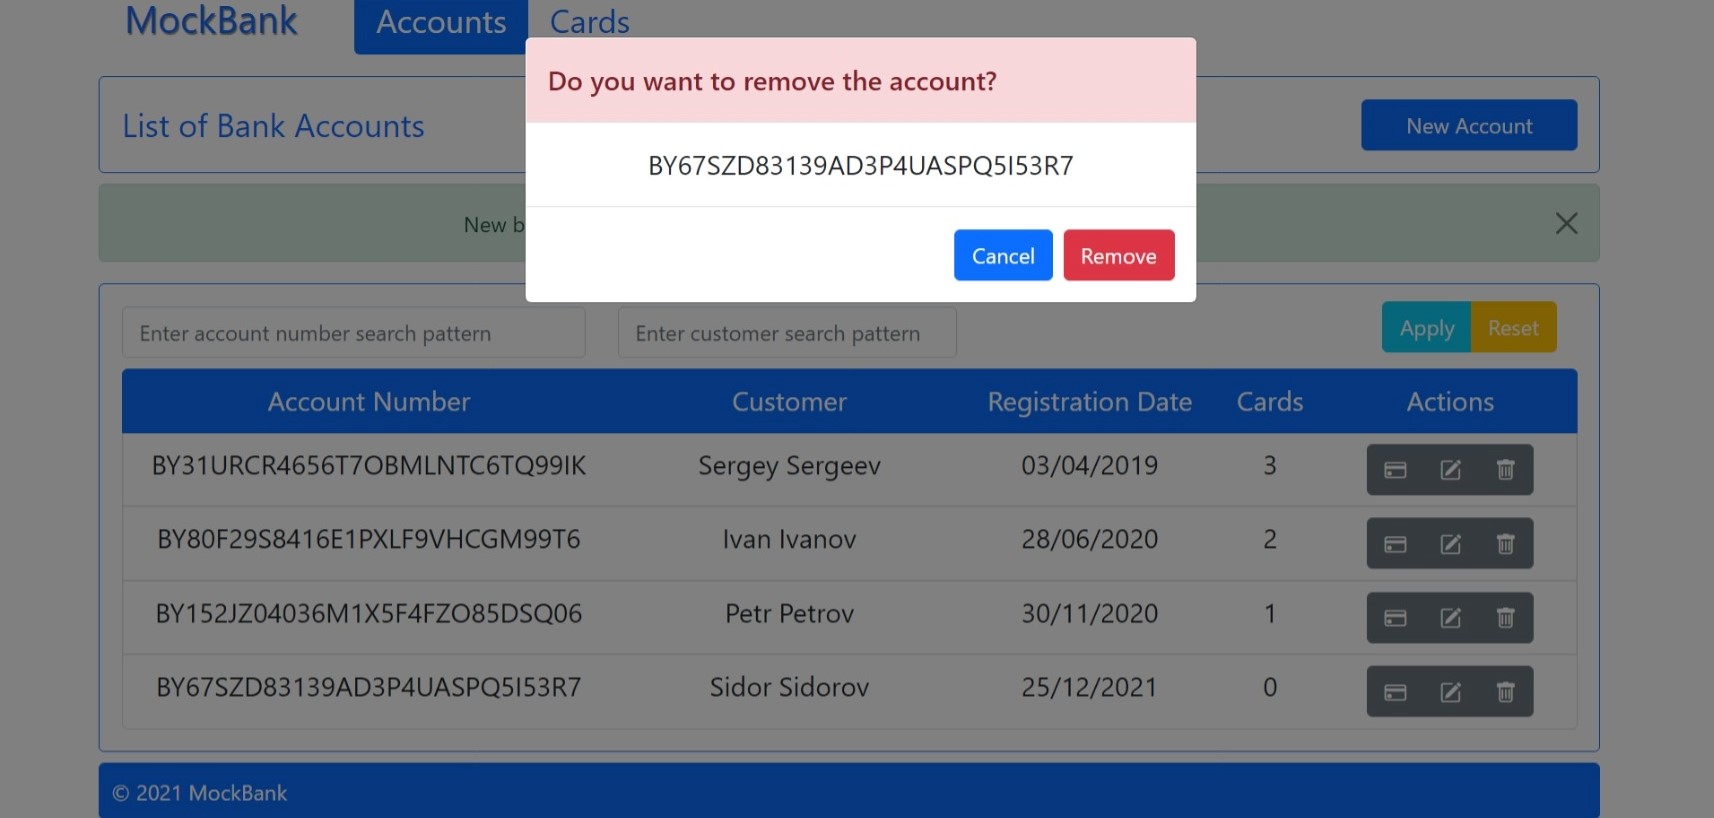 MockBank Accounts Cards
Do you want to remove the account?
List of Bank Accounts
New Account
BY67SZD83139AD3P4UASPQ5I53R7
New b
Cancel Remove
Enter account number search pattern
Enter customer search pattern
Apply Reset
Account Number Customer Registration Date Cards Actions
BY31URCR4656T7OBMLNTC6TQ99IK Sergey Sergeev 03/04/2019 3
BY80F29S8416E1PXLF9VHCGM99T6 Ivan Ivanov 28/06/2020 2
BY152JZ04036M1X5F4FZO85DSQ06 Petr Petrov 30/11/2020 1
BY67SZD83139AD3P4UASPQ5I53R7 Sidor Sidorov 25/12/2021 0
© 2021 MockBank